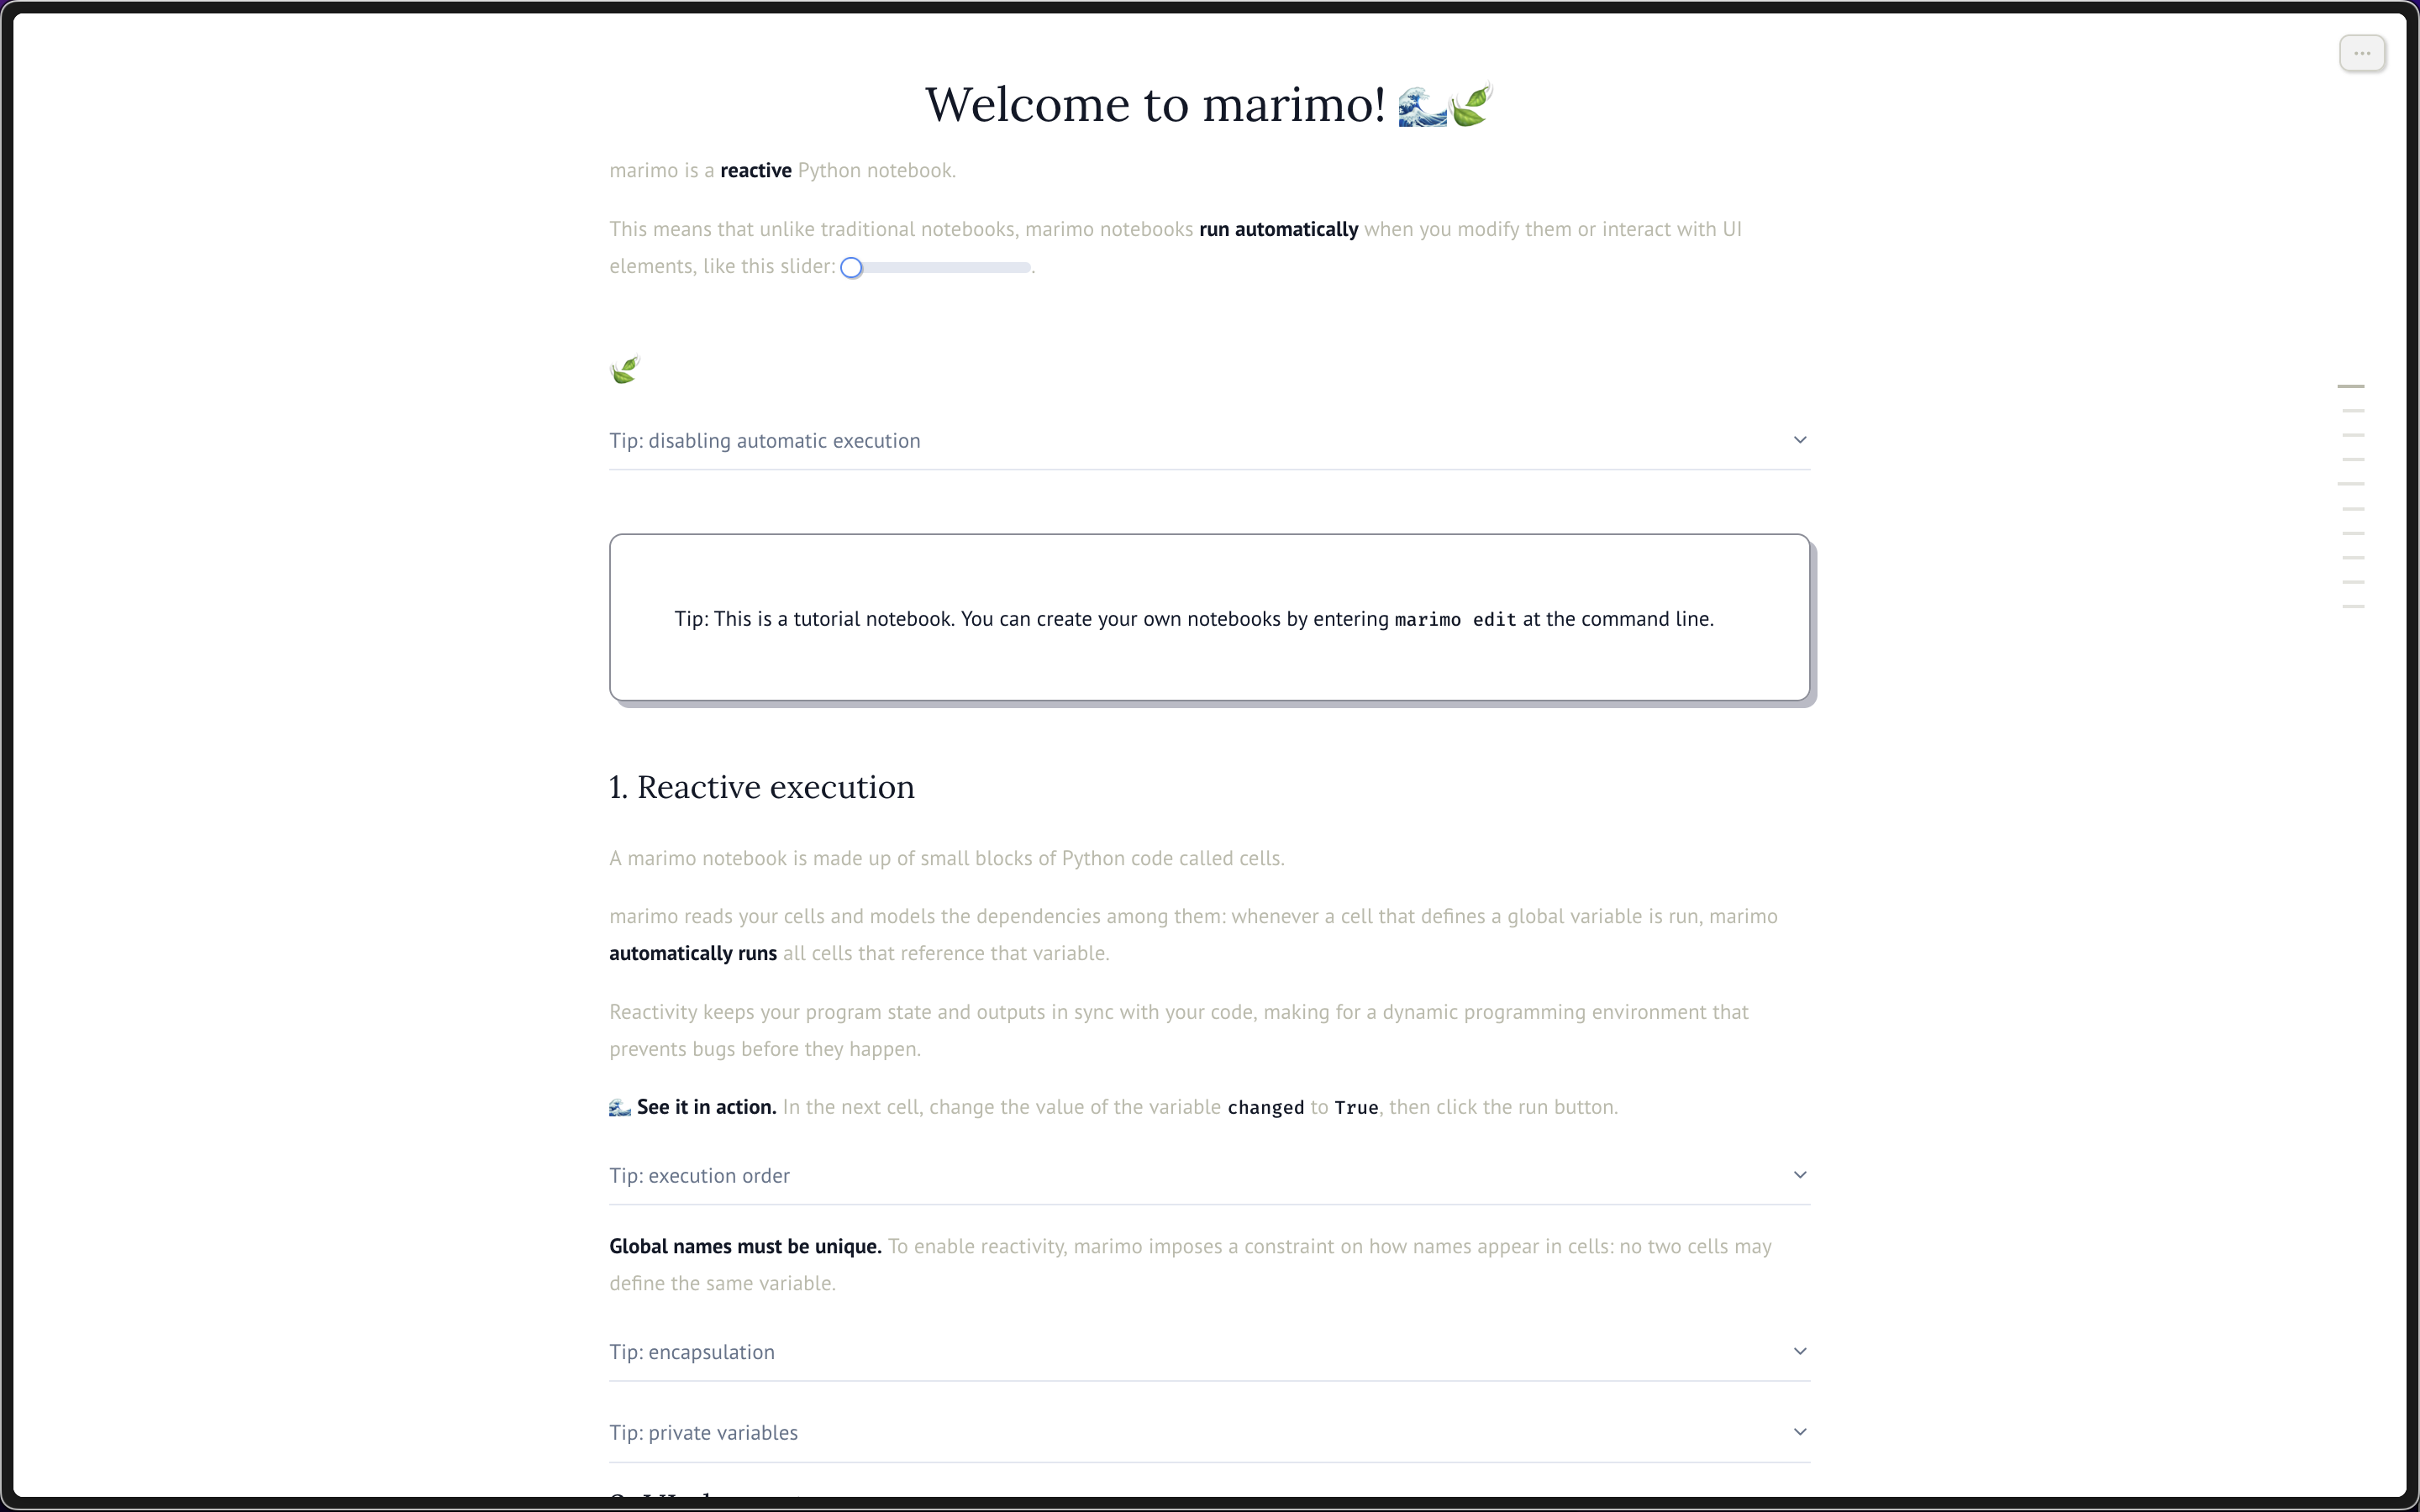 Welcome to marimo! 🌊🍃
marimo is a reactive Python notebook.
This means that unlike traditional notebooks, marimo notebooks run automatically when you modify them or interact with UI
elements, like this slider: .
🍃
Tip: disabling automatic execution
Tip: This is a tutorial notebook. You can create your own notebooks by entering marimo edit at the command line.
1. Reactive execution
A marimo notebook is made up of small blocks of Python code called cells.
marimo reads your cells and models the dependencies among them: whenever a cell that defines a global variable is run, marimo
automatically runs all cells that reference that variable.
Reactivity keeps your program state and outputs in sync with your code, making for a dynamic programming environment that
prevents bugs before they happen.
🌊 See it in action. In the next cell, change the value of the variable changed to True, then click the run button.
Tip: execution order
Global names must be unique. To enable reactivity, marimo imposes a constraint on how names appear in cells: no two cells may
define the same variable.
Tip: encapsulation
Tip: private variables